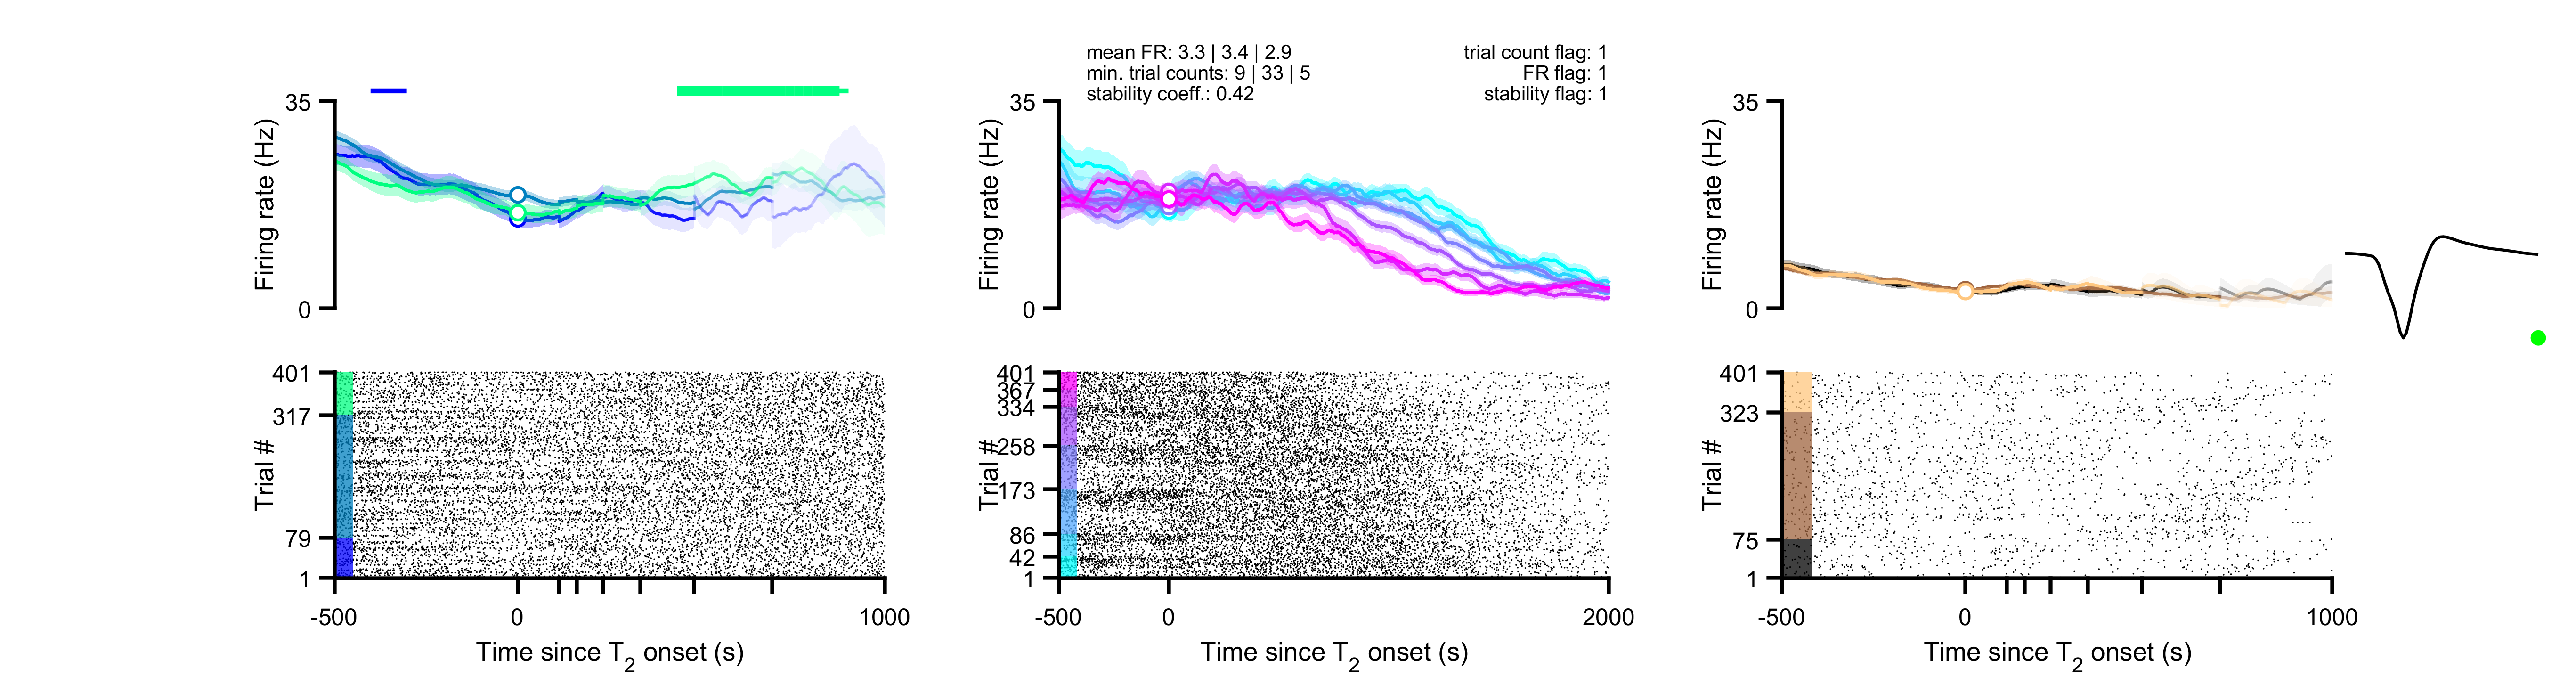 mean FR: 3.3 | 3.4 | 2.9
min. trial counts: 9 | 33 | 5
stability coeff.: 0.42
trial count flag: 1
FR flag: 1
stability flag: 1
35
Firing rate (Hz)
0
401
317
Trial #
79
1
-500
0
1000
Time since T2 onset (s)
35
Firing rate (Hz)
0
401
367
334
258
Trial #
173
86
42
1
-500
0
2000
Time since T2 onset (s)
35
Firing rate (Hz)
0
401
323
Trial #
75
1
-500
0
1000
Time since T2 onset (s)